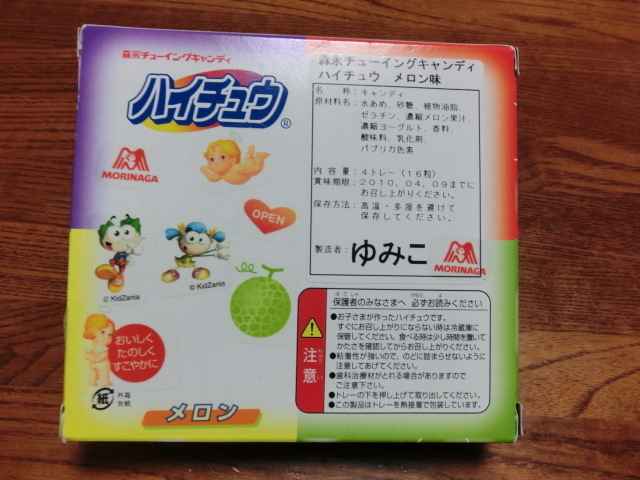 森永チューイングキャンディ
ハイチュウ®
MORINAGA
OPEN
© KidZania
© KidZania
おいしく
たのしく
すこやかに
紙
外箱
台紙
メロン
森永チューイングキャンディ
ハイチュウ メロン味
名 称:キャンディ
原材料名:水あめ、砂糖、植物油脂、
ゼラチン、濃縮メロン果汁、
濃縮ヨーグルト、香料、
酸味料、乳化剤、
パプリカ色素
内 容 量:4トレー(16粒)
賞味期限:2010.04.09までに
お召し上がりください。
保存方法:高温・多湿を避けて
保存してください。
製造者:ゆみこ
MORINAGA
保護者のみなさまへ 必ずお読みください
注意
●お子さまが作ったハイチュウです。
すぐにお召し上がりにならない時は冷蔵庫に
保管してください。食べる時は少し時間を置いて
かたさを確認してからお召し上がりください。
●粘着性が強いので、のどに詰まらせないように
注意してあげてください。
●歯科治療材がとれる場合がありますので
ご注意下さい。
●トレーの下を押し上げて取り出してください。
●この製品はトレーを熱接着で包装しています。